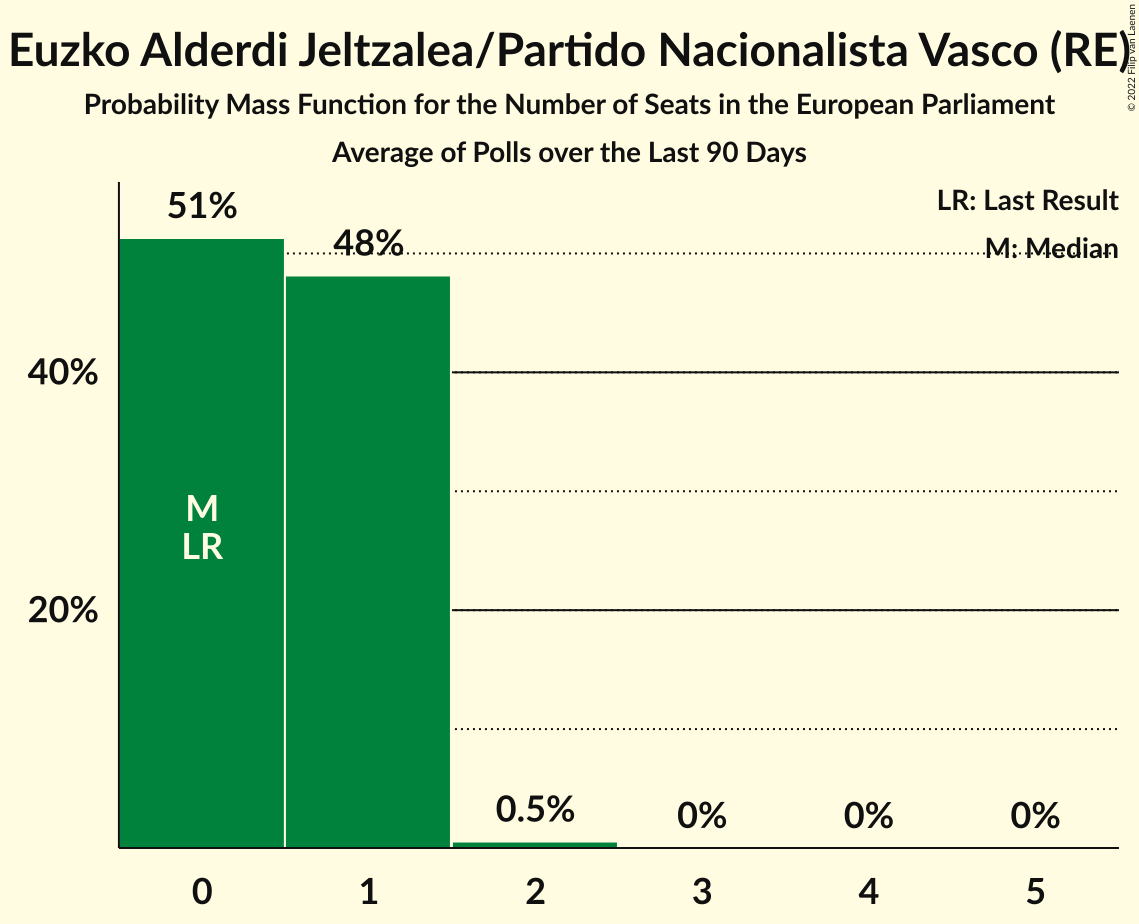 Euzko Alderdi Jeltzalea/Partido Nacionalista Vasco (RE)
© 2022 Filip van Laenen
Probability Mass Function for the Number of Seats in the European Parliament
Average of Polls over the Last 90 Days
LR: Last Result
M: Median
51%
48%
40%
20%
M
LR
0.5%
0%
0%
0%
0
1
2
3
4
5